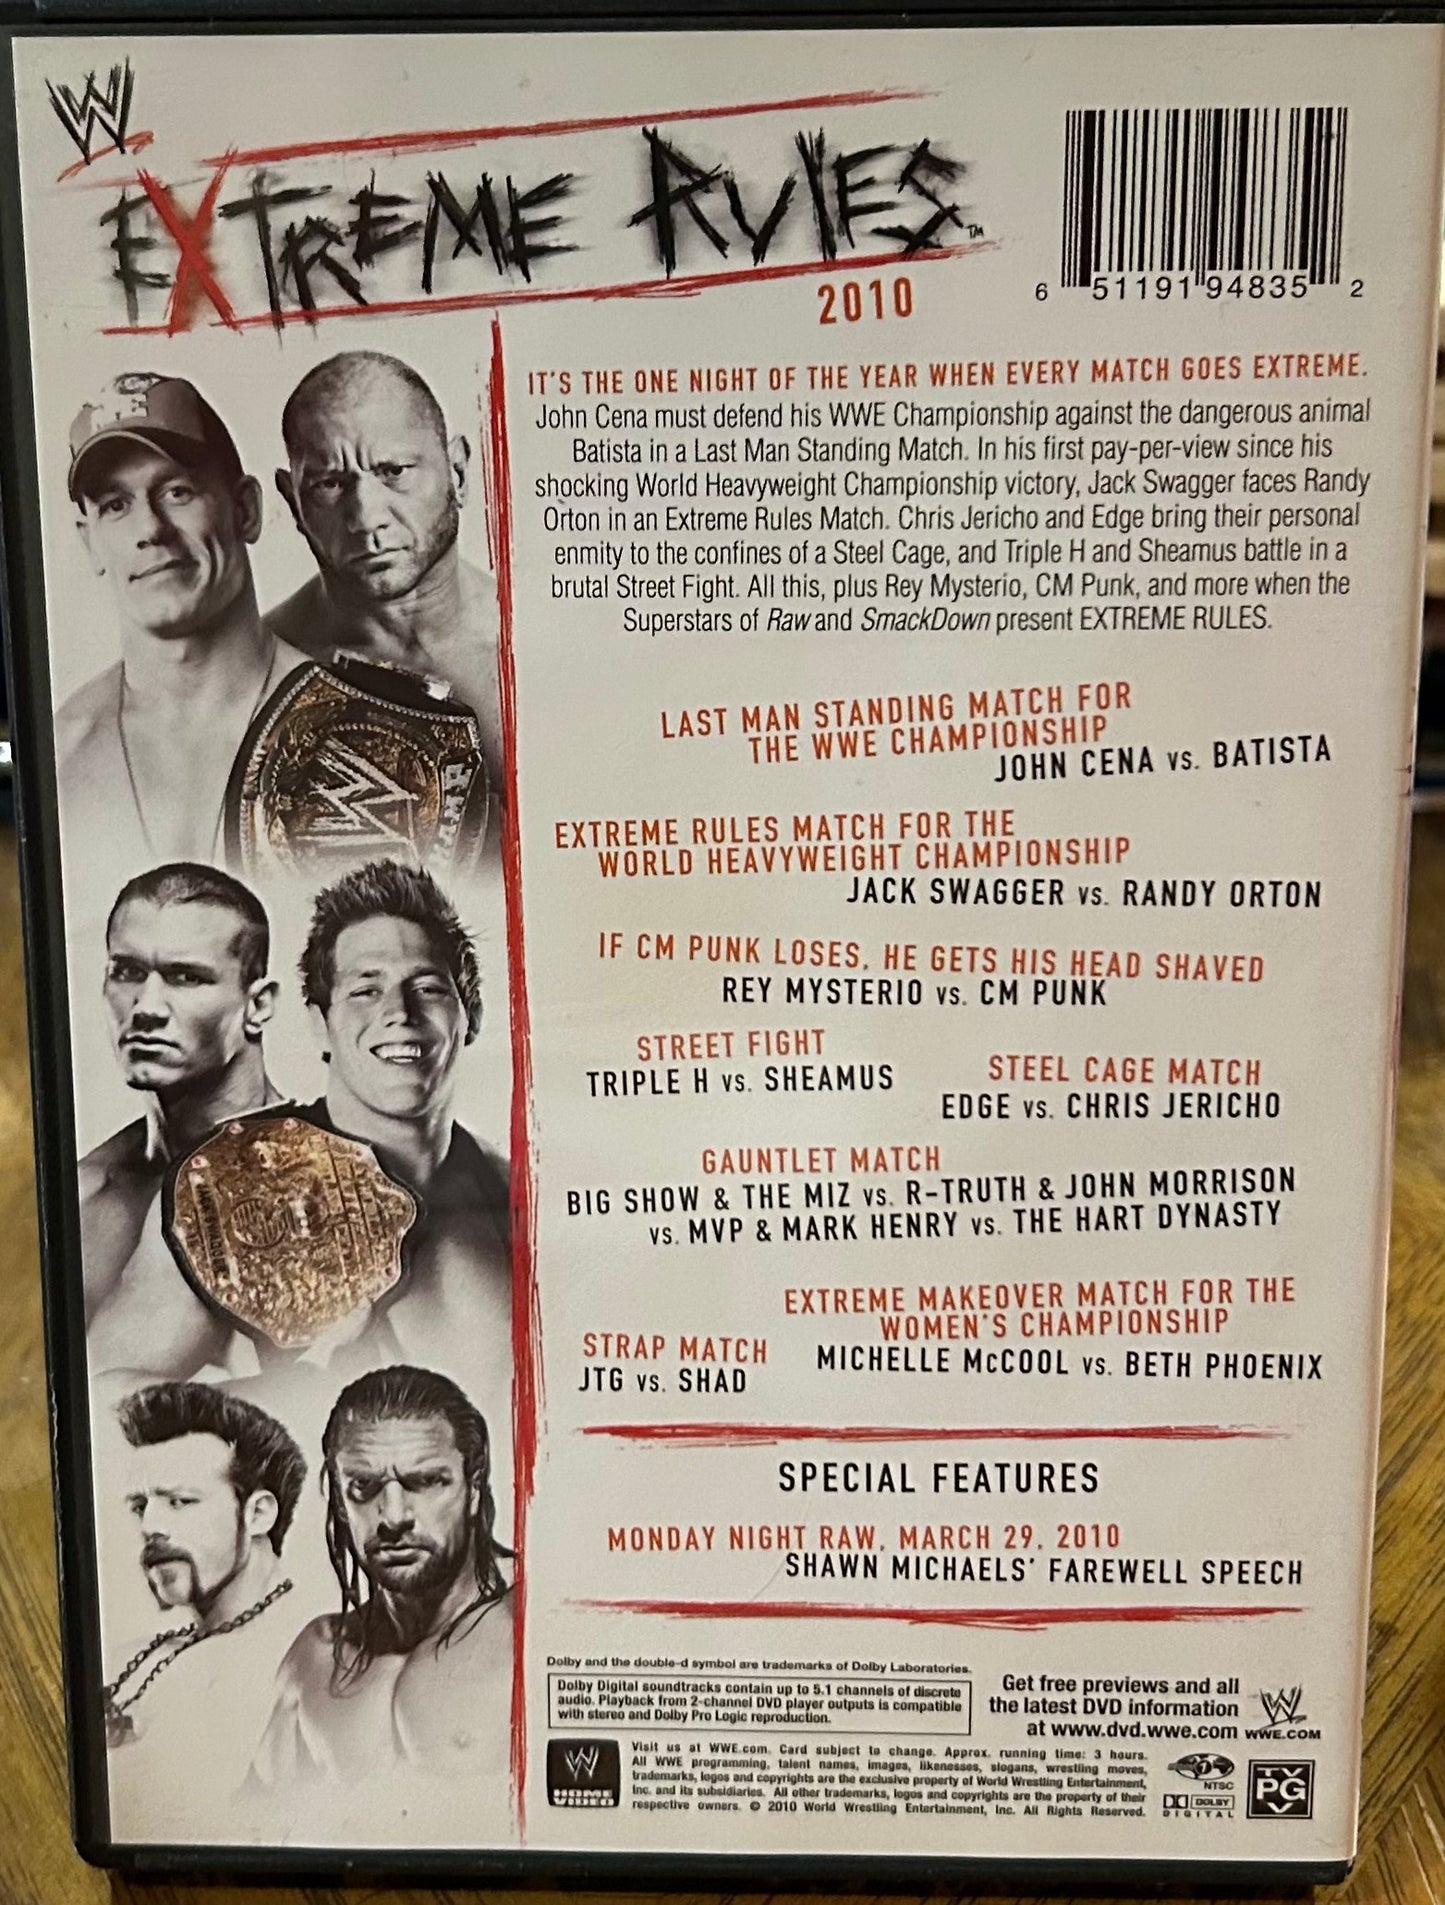 W
EXTREME RULES™
2010
6 51191 94835 2
IT'S THE ONE NIGHT OF THE YEAR WHEN EVERY MATCH GOES EXTREME.
John Cena must defend his WWE Championship against the dangerous animal
Batista in a Last Man Standing Match. In his first pay-per-view since his
shocking World Heavyweight Championship victory, Jack Swagger faces Randy
Orton in an Extreme Rules Match. Chris Jericho and Edge bring their personal
enmity to the confines of a Steel Cage, and Triple H and Sheamus battle in a
brutal Street Fight. All this, plus Rey Mysterio, CM Punk, and more when the
Superstars of Raw and SmackDown present EXTREME RULES.
LAST MAN STANDING MATCH FOR
THE WWE CHAMPIONSHIP
JOHN CENA vs. BATISTA
EXTREME RULES MATCH FOR THE
WORLD HEAVYWEIGHT CHAMPIONSHIP
JACK SWAGGER vs. RANDY ORTON
IF CM PUNK LOSES, HE GETS HIS HEAD SHAVED
REY MYSTERIO vs. CM PUNK
STREET FIGHT
TRIPLE H vs. SHEAMUS
STEEL CAGE MATCH
EDGE vs. CHRIS JERICHO
GAUNTLET MATCH
BIG SHOW & THE MIZ vs. R-TRUTH & JOHN MORRISON
vs. MVP & MARK HENRY vs. THE HART DYNASTY
EXTREME MAKEOVER MATCH FOR THE
WOMEN'S CHAMPIONSHIP
MICHELLE McCOOL vs. BETH PHOENIX
STRAP MATCH
JTG vs. SHAD
SPECIAL FEATURES
MONDAY NIGHT RAW, MARCH 29, 2010
SHAWN MICHAELS' FAREWELL SPEECH
Dolby and the double-d symbol are trademarks of Dolby Laboratories.
Dolby Digital soundtracks contain up to 5.1 channels of discrete
audio. Playback from 2-channel DVD player outputs is compatible
with stereo and Dolby Pro Logic reproduction.
Get free previews and all
the latest DVD information
at www.dvd.wwe.com
W
WWE.COM
W
HOME
VIDEO
Visit us at WWE.com. Card subject to change. Approx. running time: 3 hours.
All WWE programming, talent names, images, likenesses, slogans, wrestling moves,
trademarks, logos and copyrights are the exclusive property of World Wrestling Entertainment,
Inc. and its subsidiaries. All other trademarks, logos and copyrights are the property of their
respective owners. © 2010 World Wrestling Entertainment, Inc. All Rights Reserved.
1
NTSC
DOLBY
DIGITAL
TV
PG
V